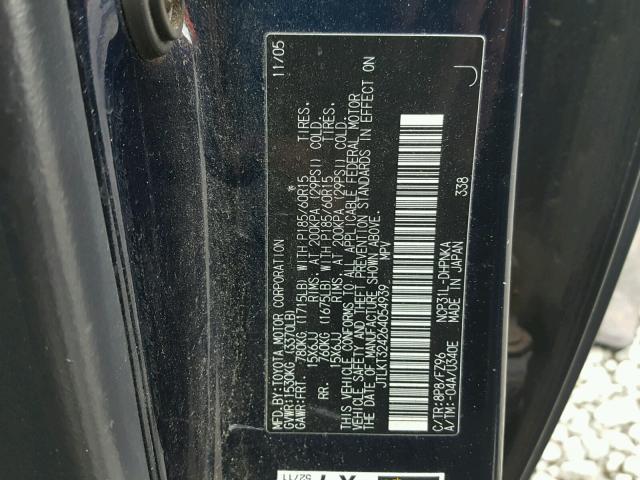 MFD.BY:TOYOTA MOTOR CORPORATION 11/05
GVWR:1530KG (3370LB)
GAWR:FRT. 780KG (1715LB) WITH P185/60R15 TIRES.
15X6JJ RIMS. AT 200KPA (29PSI) COLD.
RR. 760KG (1675LB) WITH P185/60R15 TIRES.
15X6JJ RIMS. AT 200KPA (29PSI) COLD.
THIS VEHICLE CONFORMS TO ALL APPLICABLE FEDERAL MOTOR
VEHICLE SAFETY AND THEFT PREVENTION STANDARDS IN EFFECT ON
THE DATE OF MANUFACTURE SHOWN ABOVE.
JTLKT324264054939 MPV
J
338
C/TR:8P8/FZ96 NCP31L-DHPNKA
A/TM:-04A/U340E MADE IN JAPAN
52/11